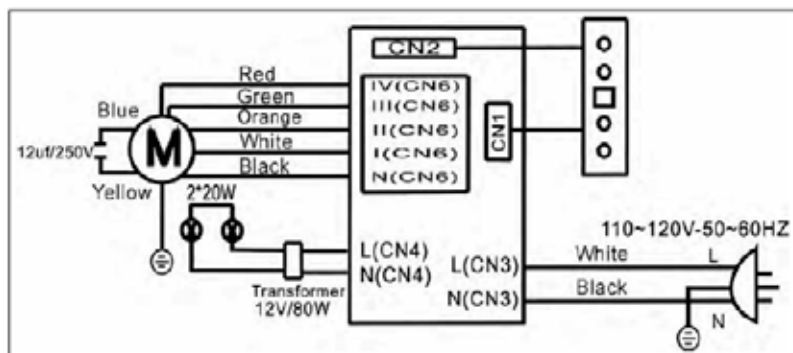 CN2
Red
IV(CN6)
Green
III(CN6)
Blue
Orange
II(CN6)
CN1
12uf/250V
M
White
I(CN6)
Black
N(CN6)
Yellow
2*20W
110~120V-50~60HZ
L(CN4)
White
L
L(CN3)
N(CN4)
Transformer
12V/80W
Black
N(CN3)
N